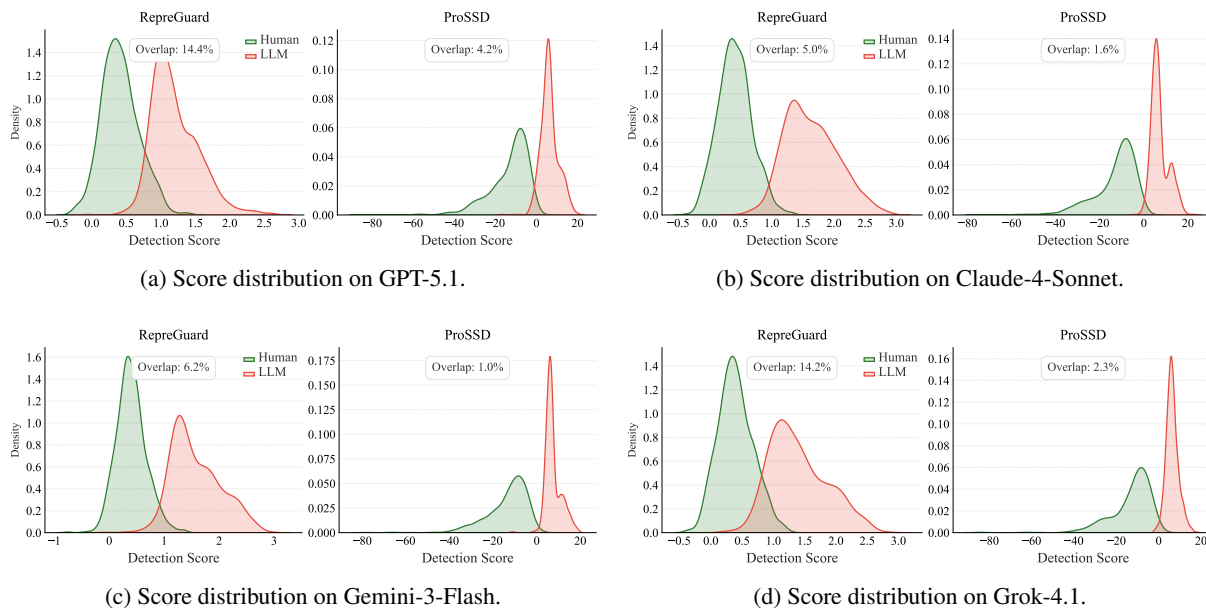 RepreGuard
ProSSD
Overlap: 14.4%
Human
LLM
Overlap: 4.2%
Density
1.4
1.2
1.0
0.8
0.6
0.4
0.2
0.0
0.12
0.10
0.08
0.06
0.04
0.02
0.00
−0.5 0.0 0.5 1.0 1.5 2.0 2.5 3.0
−80 −60 −40 −20 0 20
Detection Score
Detection Score
(a) Score distribution on GPT-5.1.
RepreGuard
ProSSD
Overlap: 5.0%
Human
LLM
Overlap: 1.6%
Density
1.4
1.2
1.0
0.8
0.6
0.4
0.2
0.0
0.14
0.12
0.10
0.08
0.06
0.04
0.02
0.00
−0.5 0.0 0.5 1.0 1.5 2.0 2.5 3.0
−80 −60 −40 −20 0 20
Detection Score
Detection Score
(b) Score distribution on Claude-4-Sonnet.
RepreGuard
ProSSD
Overlap: 6.2%
Human
LLM
Overlap: 1.0%
Density
1.6
1.4
1.2
1.0
0.8
0.6
0.4
0.2
0.0
0.175
0.150
0.125
0.100
0.075
0.050
0.025
0.000
−1 0 1 2 3
−80 −60 −40 −20 0 20
Detection Score
Detection Score
(c) Score distribution on Gemini-3-Flash.
RepreGuard
ProSSD
Overlap: 14.2%
Human
LLM
Overlap: 2.3%
Density
1.4
1.2
1.0
0.8
0.6
0.4
0.2
0.0
0.16
0.14
0.12
0.10
0.08
0.06
0.04
0.02
0.00
−0.5 0.0 0.5 1.0 1.5 2.0 2.5 3.0
−80 −60 −40 −20 0 20
Detection Score
Detection Score
(d) Score distribution on Grok-4.1.